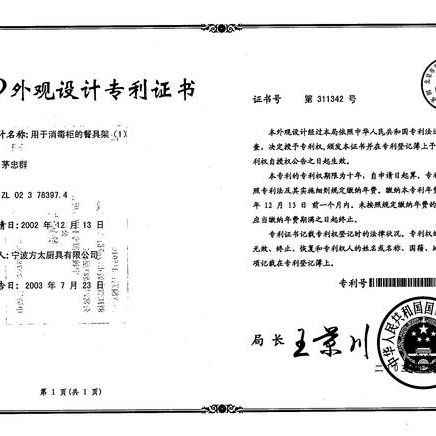 外观设计专利证书
计名称: 用于消毒柜的餐具架 (1)
茅忠群
ZL 02 3 78397.4
请日: 2002 年 12 月 13 日
人: 宁波方太厨具有限公司
告日: 2003 年 7 月 23 日
第 1 页(共 1 页)
证书号 第 311342 号
本外观设计经过本局依照中华人民共和国专利法
查, 决定授予专利权, 颁发本证书并在专利登记簿上予
利权自授权公告之日起生效。
本专利的专利权期限为十年, 自申请日起算。专利
照专利法及其实施细则规定缴纳年费。缴纳本专利年费
年 12 月 13 日 前一个月内。未按照规定缴纳年费的
应当缴纳年费期满之日起终止。
专利证书记载专利权登记时的法律状况。专利权的
无效、终止、恢复和专利权人的姓名或名称、国籍、
项记载在专利登记簿上。
专利号
局长 王景川
中华人民共和国国